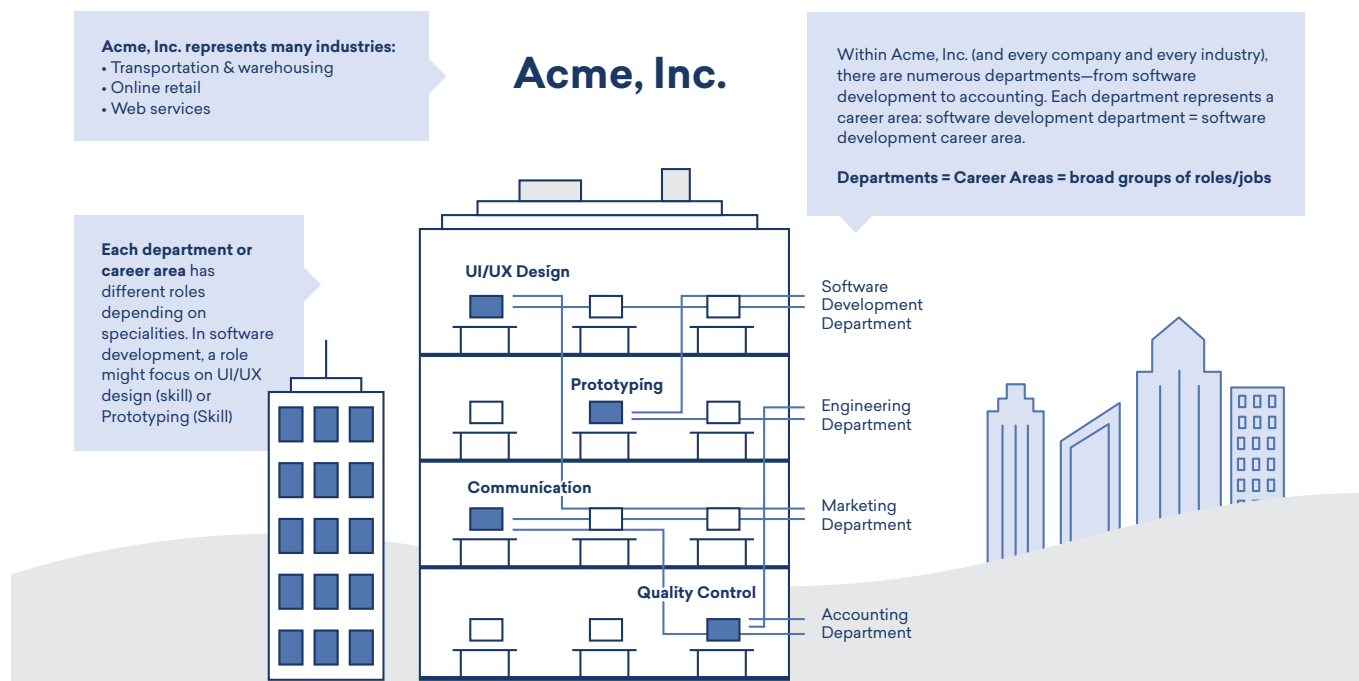 Acme, Inc. represents many industries:
• Transportation & warehousing
• Online retail
• Web services
Acme, Inc.
Within Acme, Inc. (and every company and every industry),
there are numerous departments—from software
development to accounting. Each department represents a
career area: software development department = software
development career area.
Departments = Career Areas = broad groups of roles/jobs
Each department or
career area has
different roles
depending on
specialities. In software
development, a role
might focus on UI/UX
design (skill) or
Prototyping (Skill)
UI/UX Design
Software
Development
Department
Prototyping
Engineering
Department
Communication
Marketing
Department
Quality Control
Accounting
Department